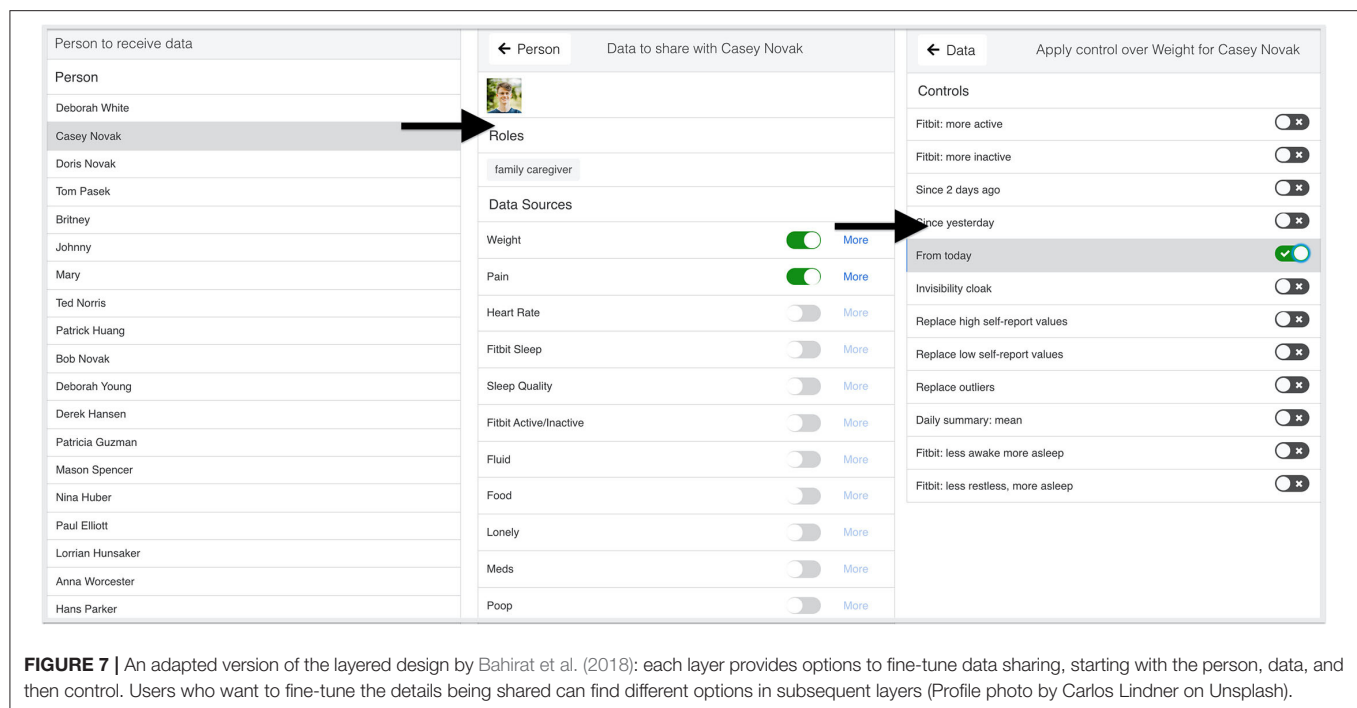 Person to receive data
Person
Deborah White
Casey Novak
Doris Novak
Tom Pasek
Britney
Johnny
Mary
Ted Norris
Patrick Huang
Bob Novak
Deborah Young
Derek Hansen
Patricia Guzman
Mason Spencer
Nina Huber
Paul Elliott
Lorrian Hunsaker
Anna Worcester
Hans Parker
← Person Data to share with Casey Novak
Roles
family caregiver
Data Sources
Weight More
Pain More
Heart Rate More
Fitbit Sleep More
Sleep Quality More
Fitbit Active/Inactive More
Fluid More
Food More
Lonely More
Meds More
Poop More
← Data Apply control over Weight for Casey Novak
Controls
Fitbit: more active
Fitbit: more inactive
Since 2 days ago
Since yesterday
From today
Invisibility cloak
Replace high self-report values
Replace low self-report values
Replace outliers
Daily summary: mean
Fitbit: less awake more asleep
Fitbit: less restless, more asleep
FIGURE 7 | An adapted version of the layered design by Bahirat et al. (2018): each layer provides options to fine-tune data sharing, starting with the person, data, and
then control. Users who want to fine-tune the details being shared can find different options in subsequent layers (Profile photo by Carlos Lindner on Unsplash).